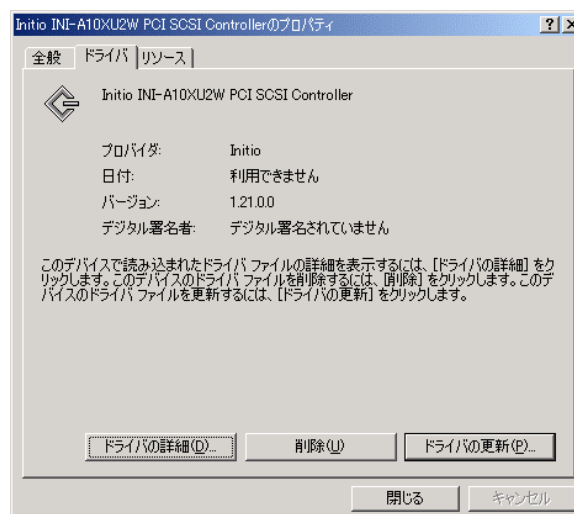 Initio INI-A10XU2W PCI SCSI Controllerのプロパティ
全般 ドライバ リソース
Initio INI-A10XU2W PCI SCSI Controller
プロバイダ: Initio
日付: 利用できません
バージョン: 1.21.0.0
デジタル署名者: デジタル署名されていません
このデバイスで読み込まれたドライバ ファイルの詳細を表示するには、[ドライバの詳細] をク
リックします。このデバイスのドライバ ファイルを削除するには、[削除] をクリックします。このデ
バイスのドライバ ファイルを更新するには、[ドライバの更新] をクリックします。
ドライバの詳細(D)... 削除(U) ドライバの更新(P)...
閉じる キャンセル